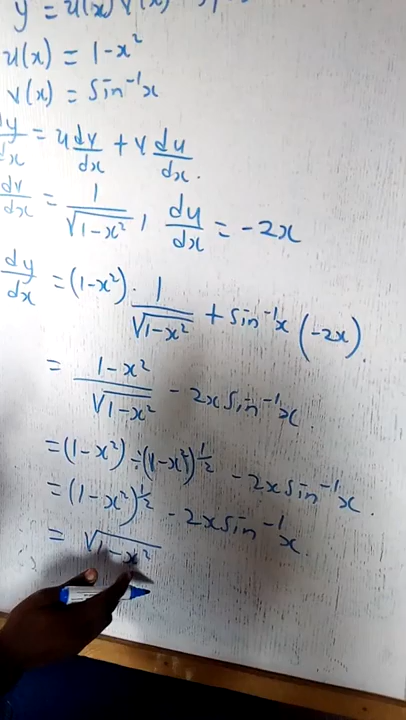 y = u(x) v(x)
u(x) = 1-x²
v(x) = Sin⁻¹x
dy/dx = u dv/dx + v du/dx.
dv/dx = 1/√(1-x²), du/dx = -2x
dy/dx = (1-x²) · 1/√(1-x²) + Sin⁻¹x (-2x).
= (1-x²)/√(1-x²) - 2x Sin⁻¹x.
= (1-x²) ÷ (1-x²)^½ - 2x Sin⁻¹x.
= (1-x²)^½ - 2x sin⁻¹x.
= √(1-x²)